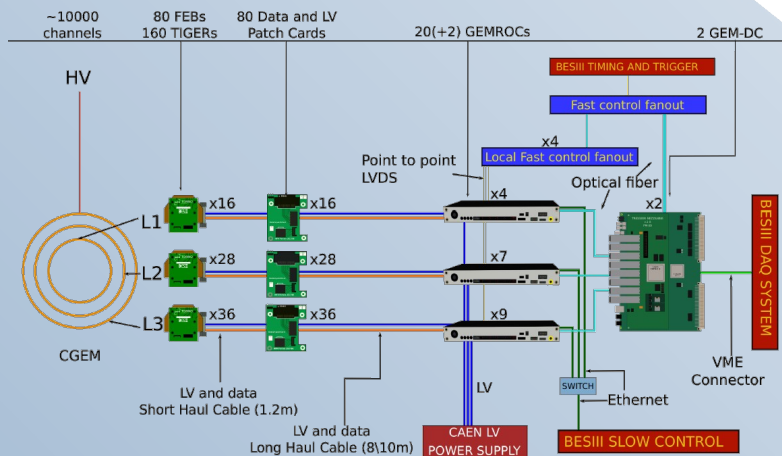 ~10000
channels
80 FEBs
160 TIGERs
80 Data and LV
Patch Cards
20(+2) GEMROCs
2 GEM-DC
BESIII TIMING AND TRIGGER
Fast control fanout
HV
x4
Local Fast control fanout
Point to point
LVDS
Optical fiber
L1
x16
x16
x4
x2
L2
x28
x28
x7
L3
x36
x36
x9
BESIII DAQ SYSTEM
CGEM
VME
Connector
LV and data
Short Haul Cable (1.2m)
LV
SWITCH
Ethernet
LV and data
Long Haul Cable (8\10m)
CAEN LV
POWER SUPPLY
BESIII SLOW CONTROL